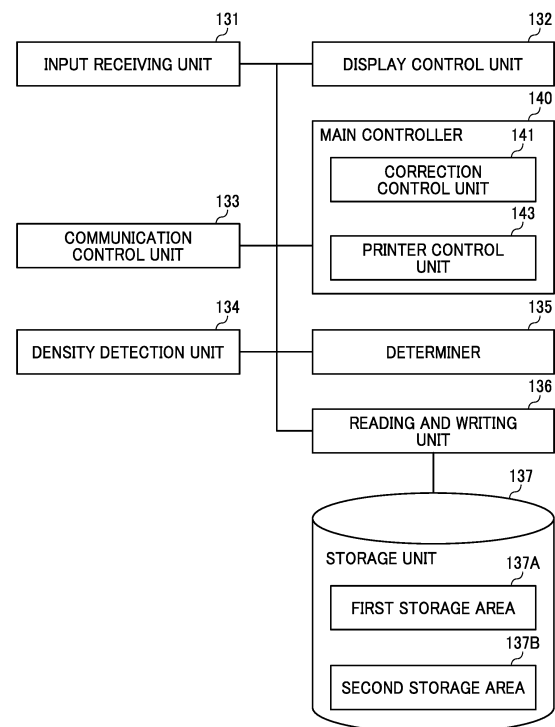 131
INPUT RECEIVING UNIT
132
DISPLAY CONTROL UNIT
140
MAIN CONTROLLER
141
CORRECTION
CONTROL UNIT
133
COMMUNICATION
CONTROL UNIT
143
PRINTER CONTROL
UNIT
134
DENSITY DETECTION UNIT
135
DETERMINER
136
READING AND WRITING
UNIT
137
STORAGE UNIT
137A
FIRST STORAGE AREA
137B
SECOND STORAGE AREA